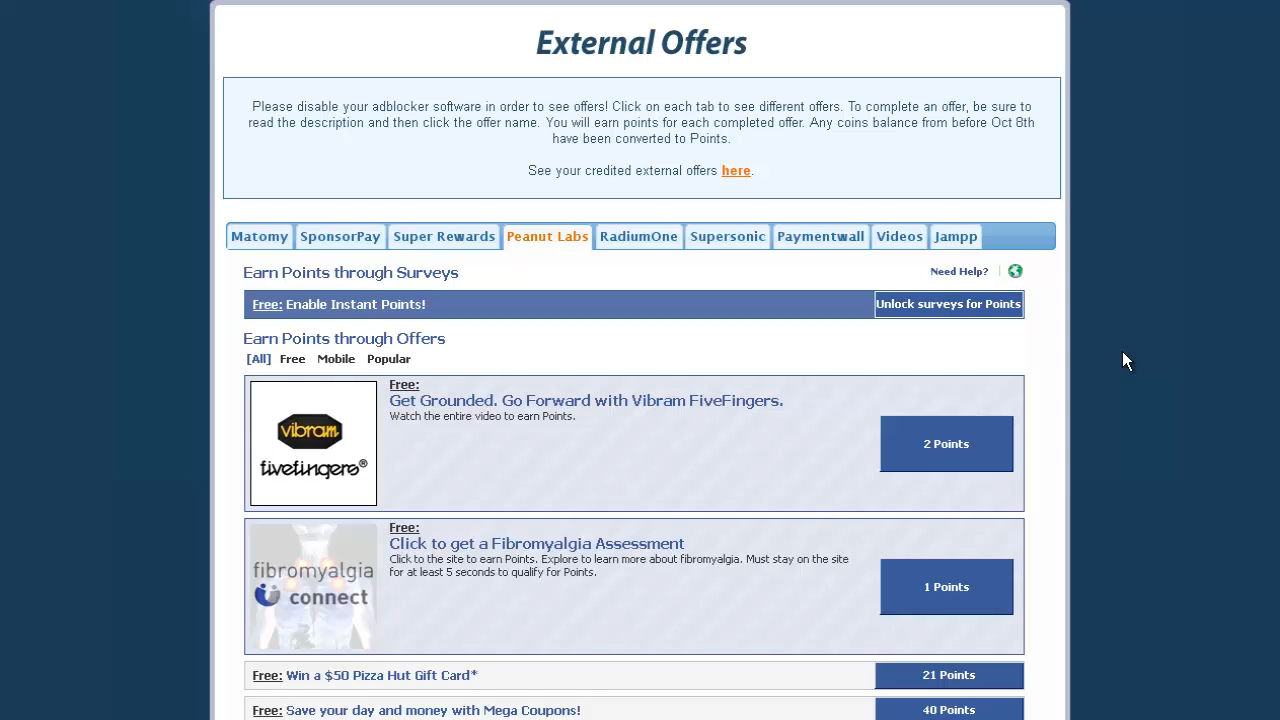 External Offers
Please disable your adblocker software in order to see offers! Click on each tab to see different offers. To complete an offer, be sure to
read the description and then click the offer name. You will earn points for each completed offer. Any coins balance from before Oct 8th
have been converted to Points.
See your credited external offers here.
Matomy SponsorPay Super Rewards Peanut Labs RadiumOne Supersonic Paymentwall Videos Jampp
Earn Points through Surveys Need Help?
Free: Enable Instant Points! Unlock surveys for Points
Earn Points through Offers
[All] Free Mobile Popular
Free:
Get Grounded. Go Forward with Vibram FiveFingers.
Watch the entire video to earn Points.
vibram
fivefingers®
2 Points
Free:
Click to get a Fibromyalgia Assessment
Click to the site to earn Points. Explore to learn more about fibromyalgia. Must stay on the site
for at least 5 seconds to qualify for Points.
fibromyalgia
connect
1 Points
Free: Win a $50 Pizza Hut Gift Card* 21 Points
Free: Save your day and money with Mega Coupons! 40 Points